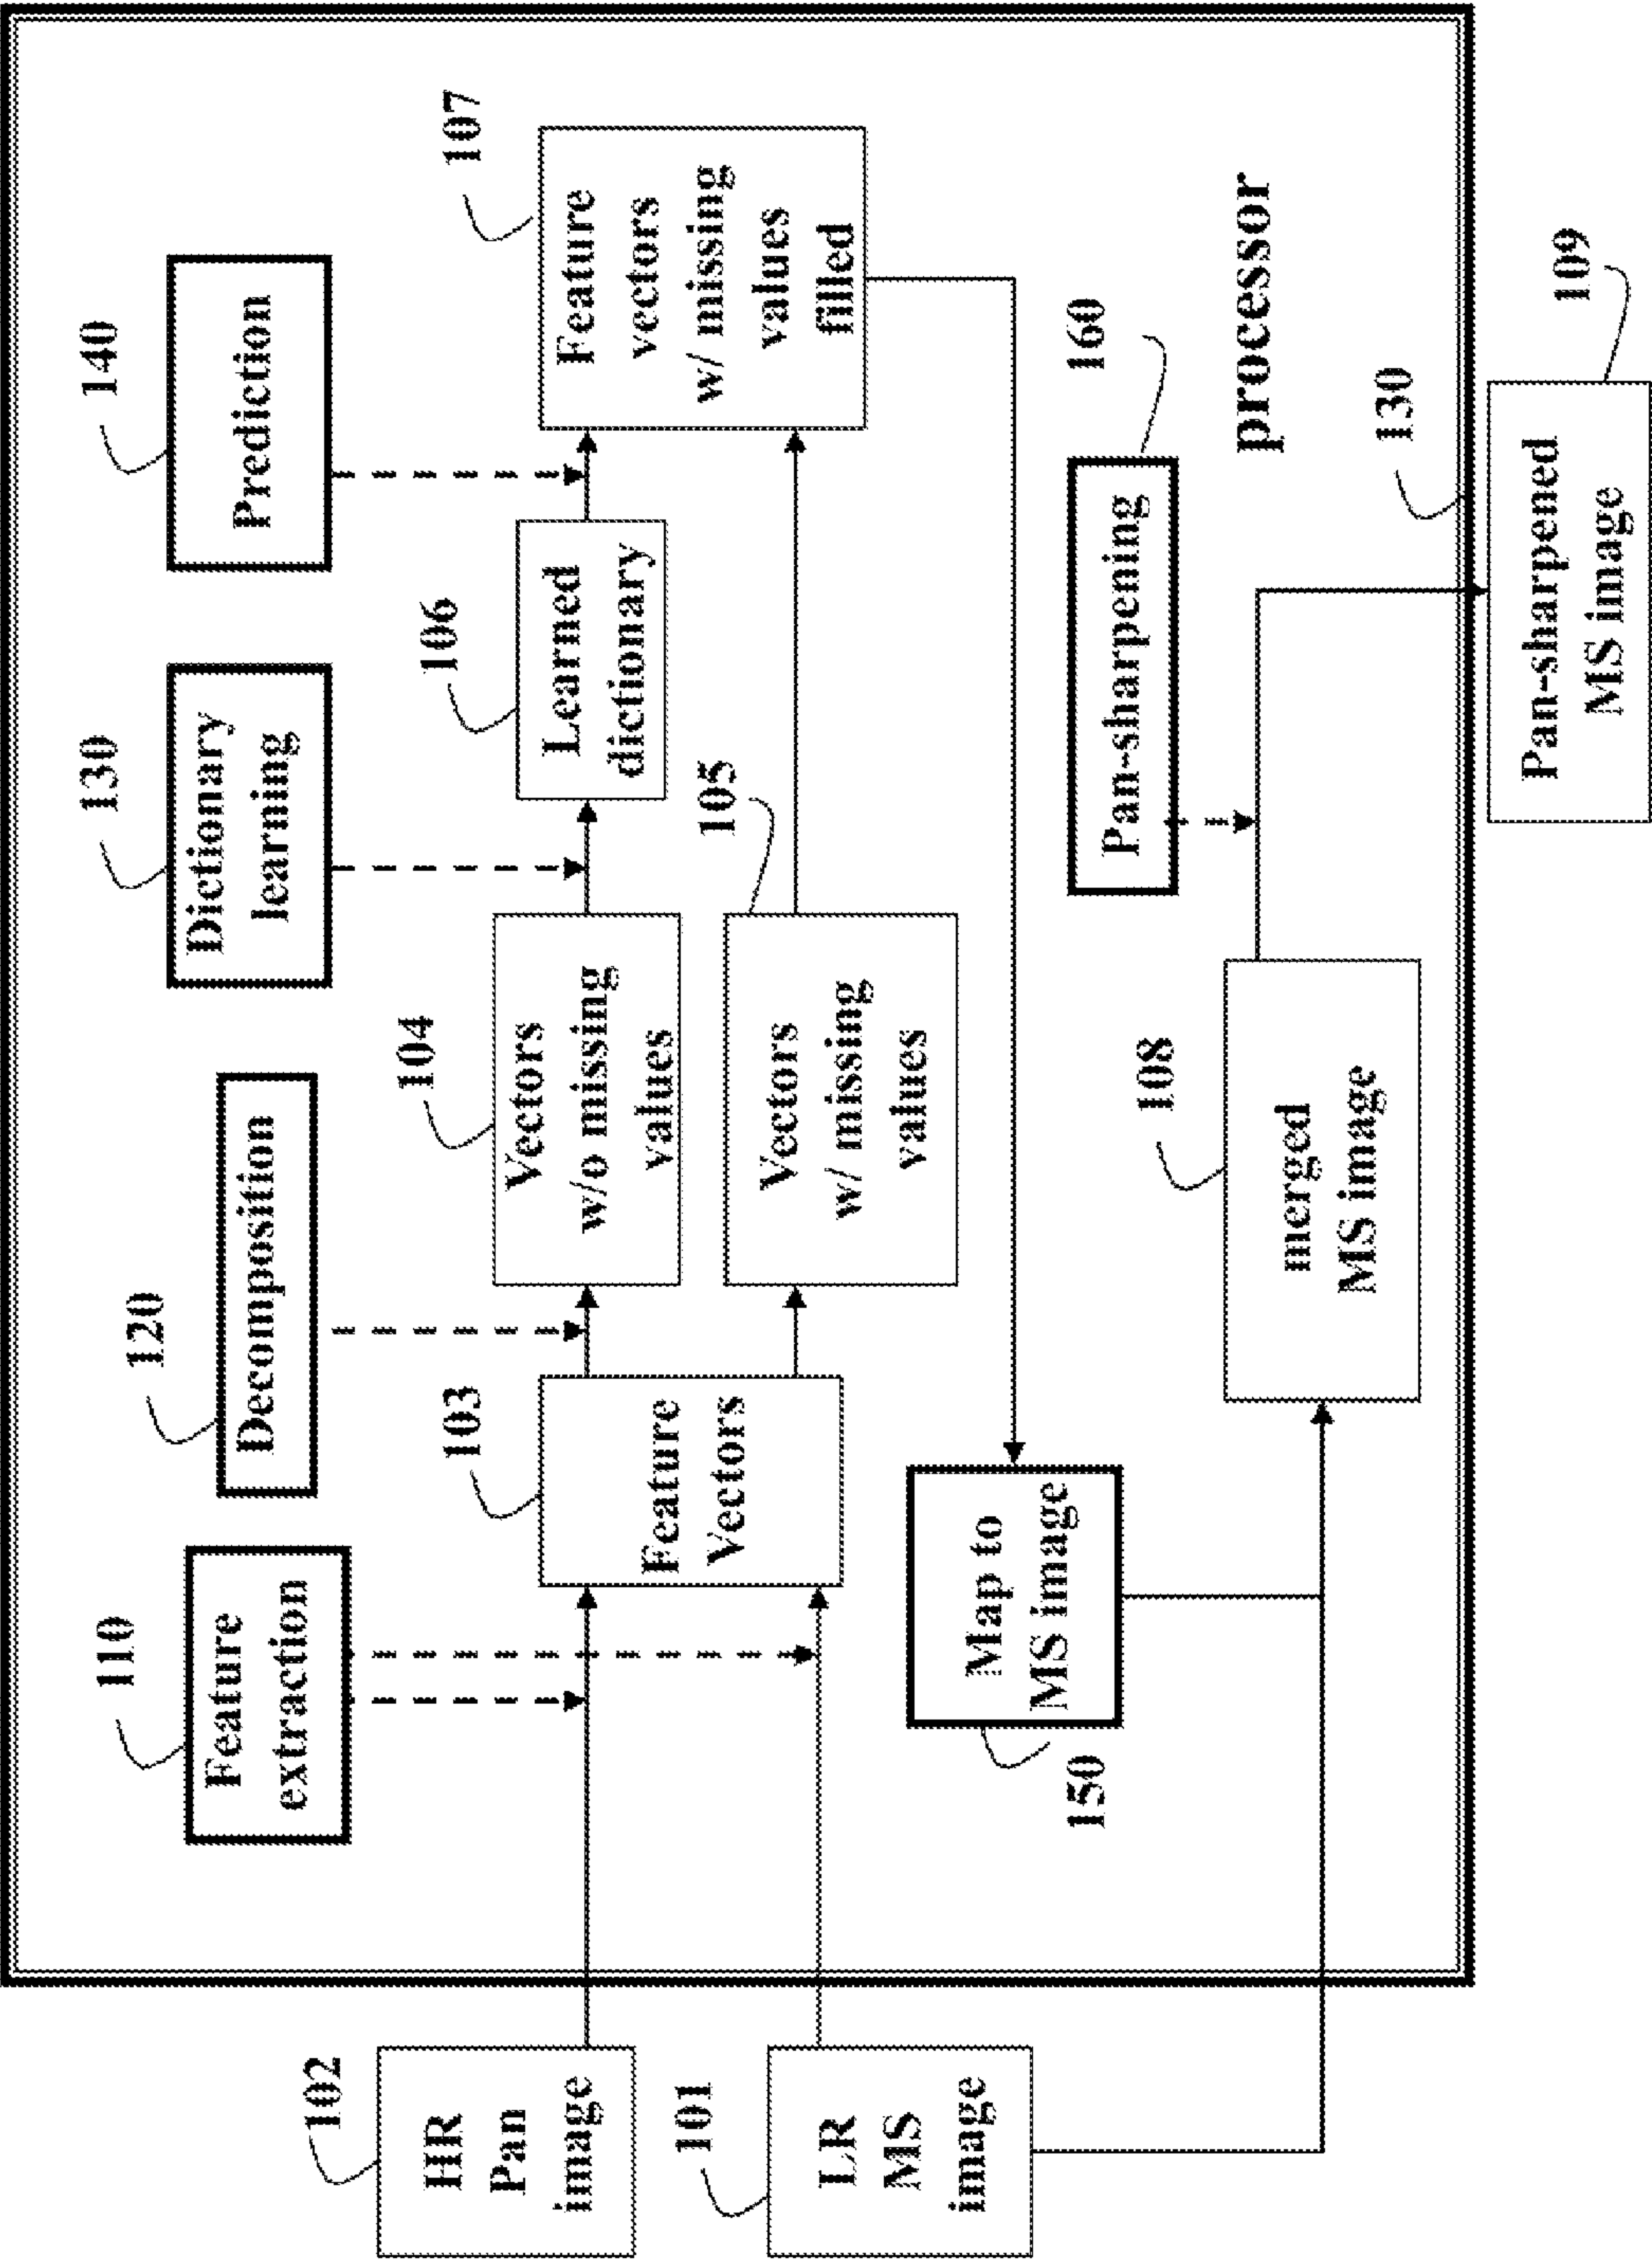 110
Feature
extraction
120
Decomposition
130
Dictionary
learning
140
Prediction
102
HR
Pan
image
103
Feature
Vectors
104
Vectors
w/o missing
values
106
Learned
dictionary
107
Feature
vectors
w/ missing
values
filled
101
LR
MS
image
105
Vectors
w/ missing
values
150
Map to
MS image
160
Pan-sharpening
108
merged
MS image
processor
130
109
Pan-sharpened
MS image